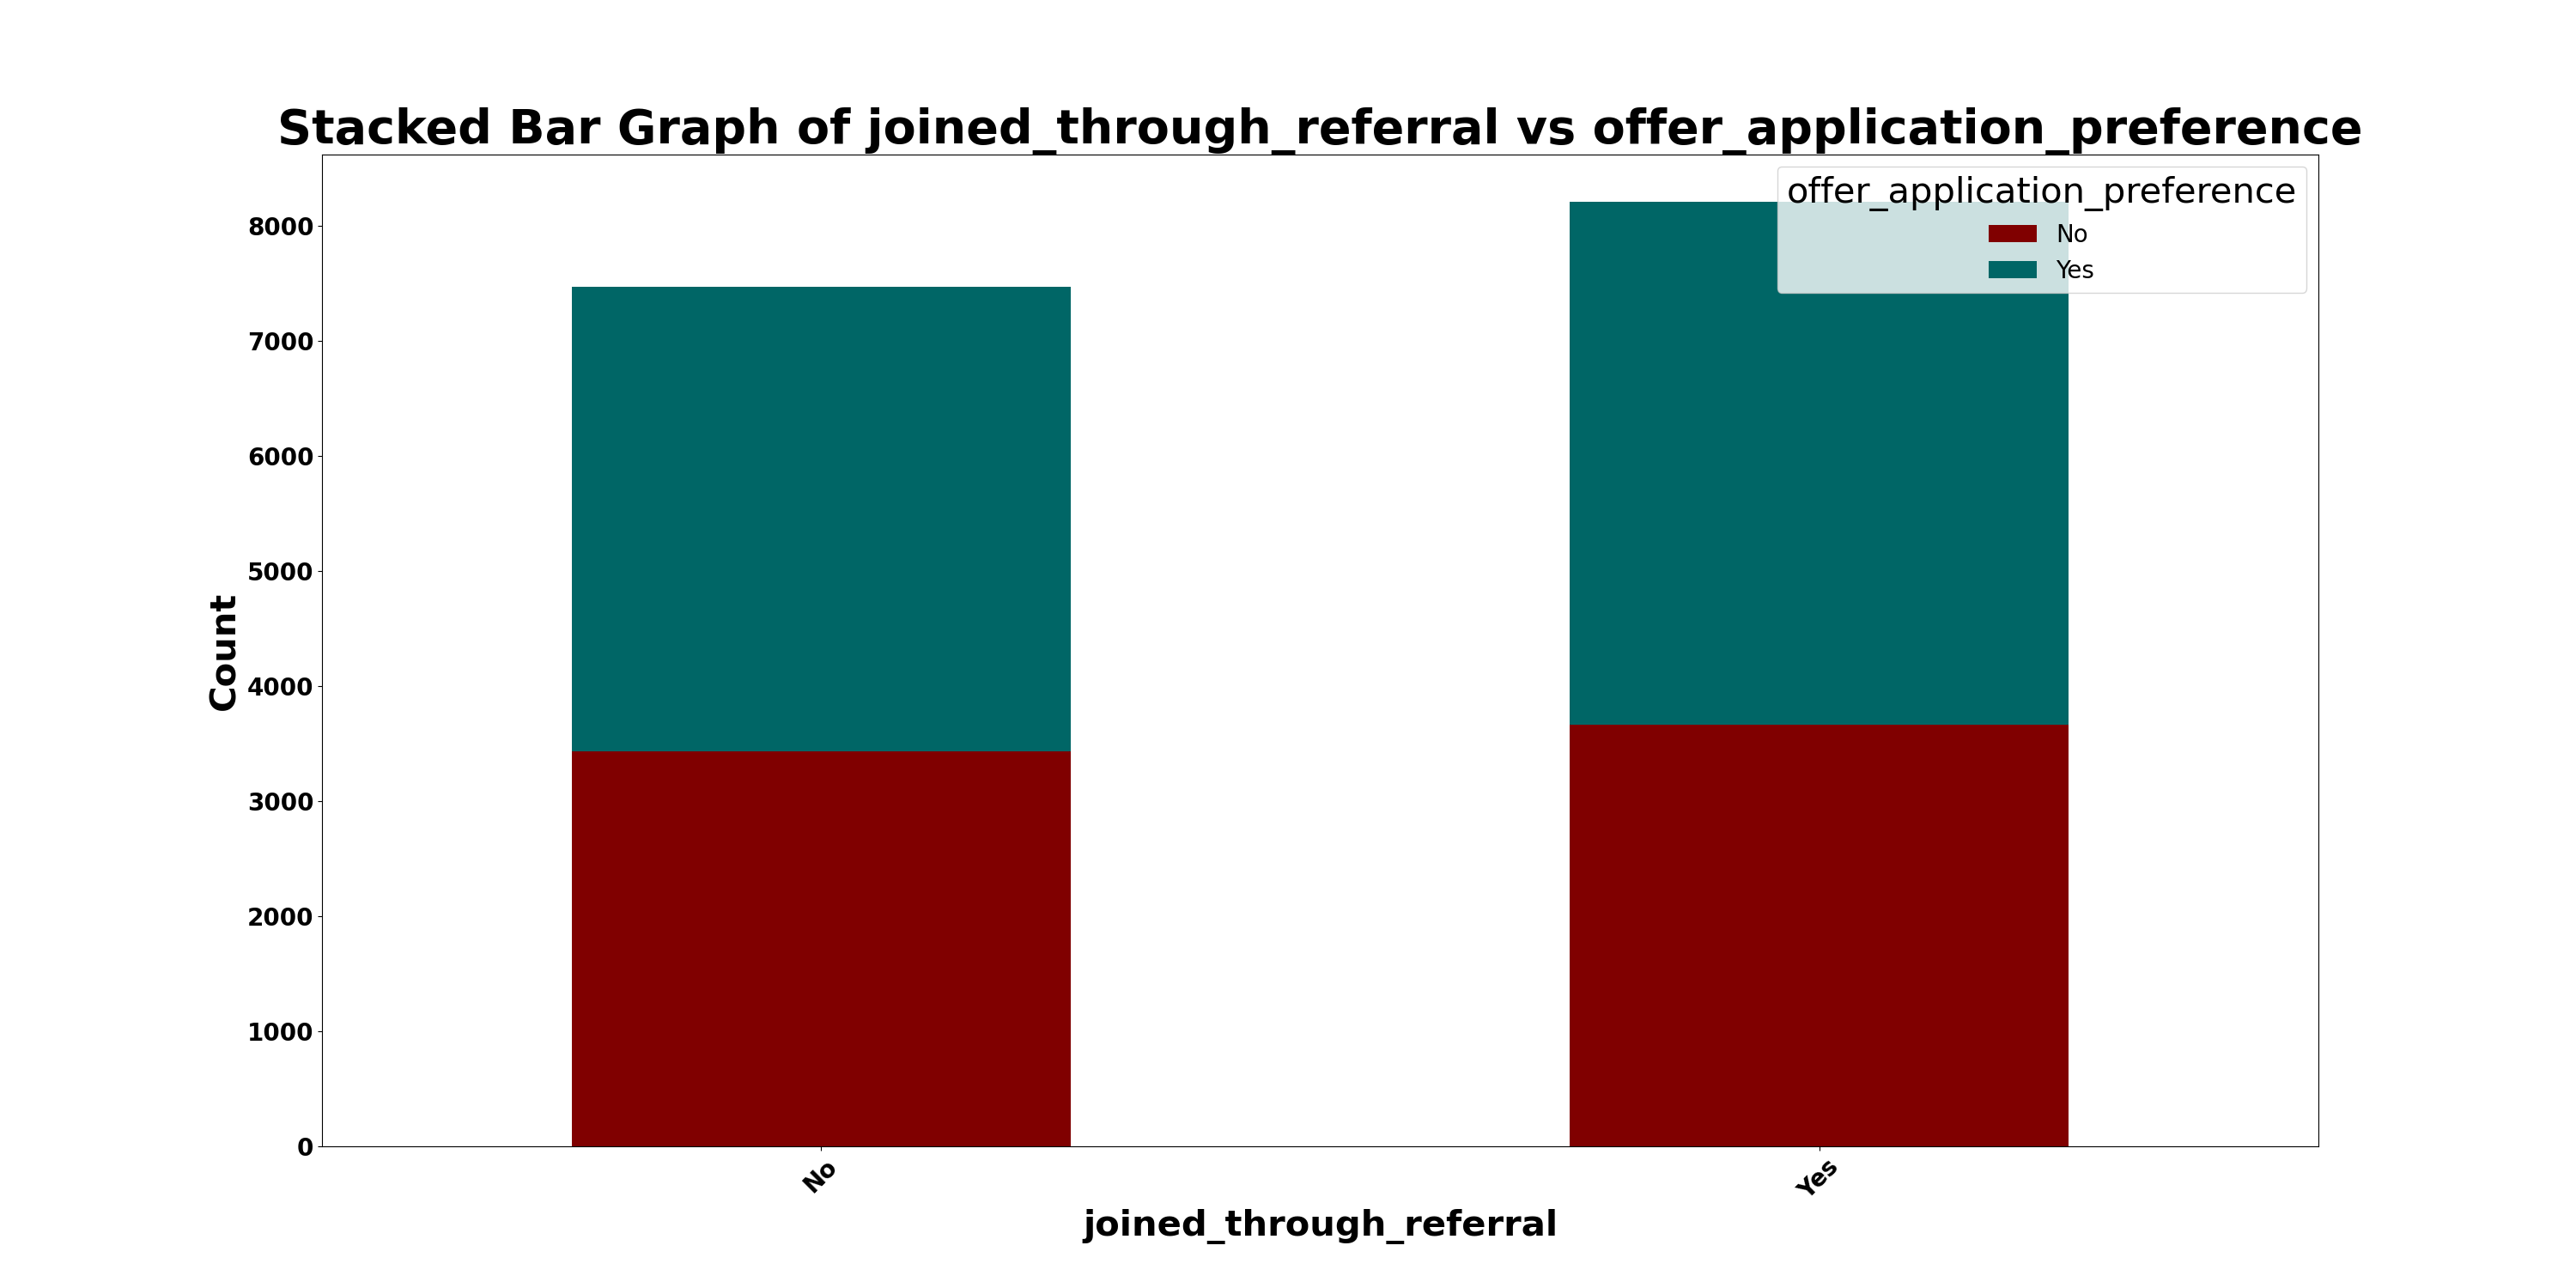 Stacked Bar Graph of joined_through_referral vs offer_application_preference
offer_application_preference
No
Yes
8000
7000
6000
5000
4000
3000
2000
1000
0
Count
No
Yes
joined_through_referral